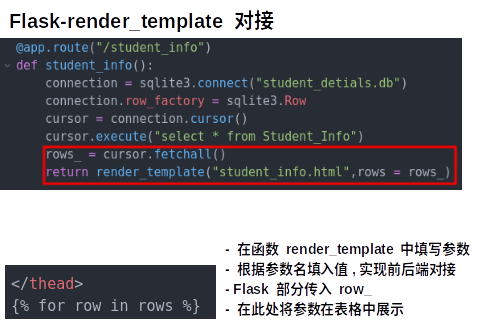 Flask-render_template 对接
@app.route("/student_info")
def student_info():
connection = sqlite3.connect("student_detials.db")
connection.row_factory = sqlite3.Row
cursor = connection.cursor()
cursor.execute("select * from Student_Info")
rows_ = cursor.fetchall()
return render_template("student_info.html",rows = rows_)
</thead>
{% for row in rows %}
- 在函数 render_template 中填写参数
- 根据参数名填入值 , 实现前后端对接
- Flask 部分传入 row_
- 在此处将参数在表格中展示